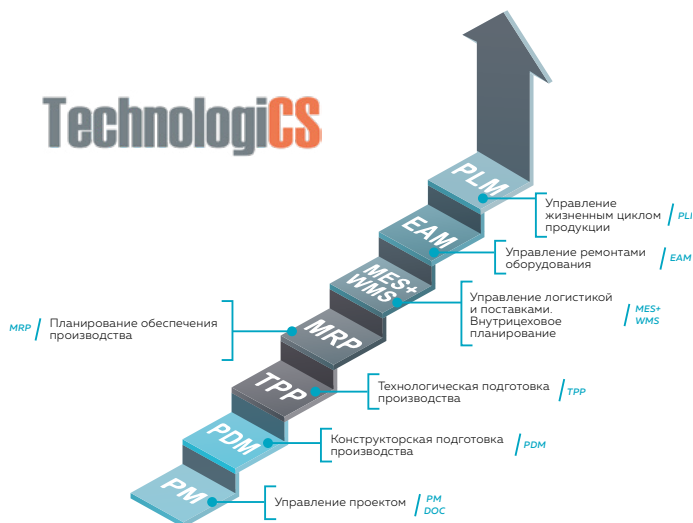 TechnologiCS
PLM
Управление
жизненным циклом
продукции
EAM
Управление ремонтами
оборудования
EAM
MES+
WMS
Управление логистикой
и поставками.
Внутрицеховое
планирование
MES+
WMS
MRP
Планирование обеспечения
производства
MRP
TPP
Технологическая подготовка
производства
TPP
PDM
Конструкторская подготовка
производства
PDM
PM
Управление проектом
PM
DOC